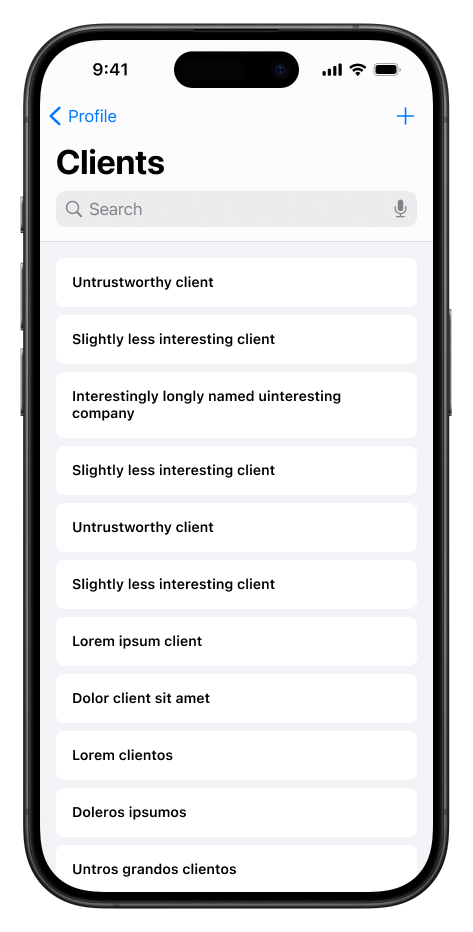 9:41
Profile
Clients
Search
Untrustworthy client
Slightly less interesting client
Interestingly longly named uinteresting
company
Slightly less interesting client
Untrustworthy client
Slightly less interesting client
Lorem ipsum client
Dolor client sit amet
Lorem clientos
Doleros ipsumos
Untros grandos clientos